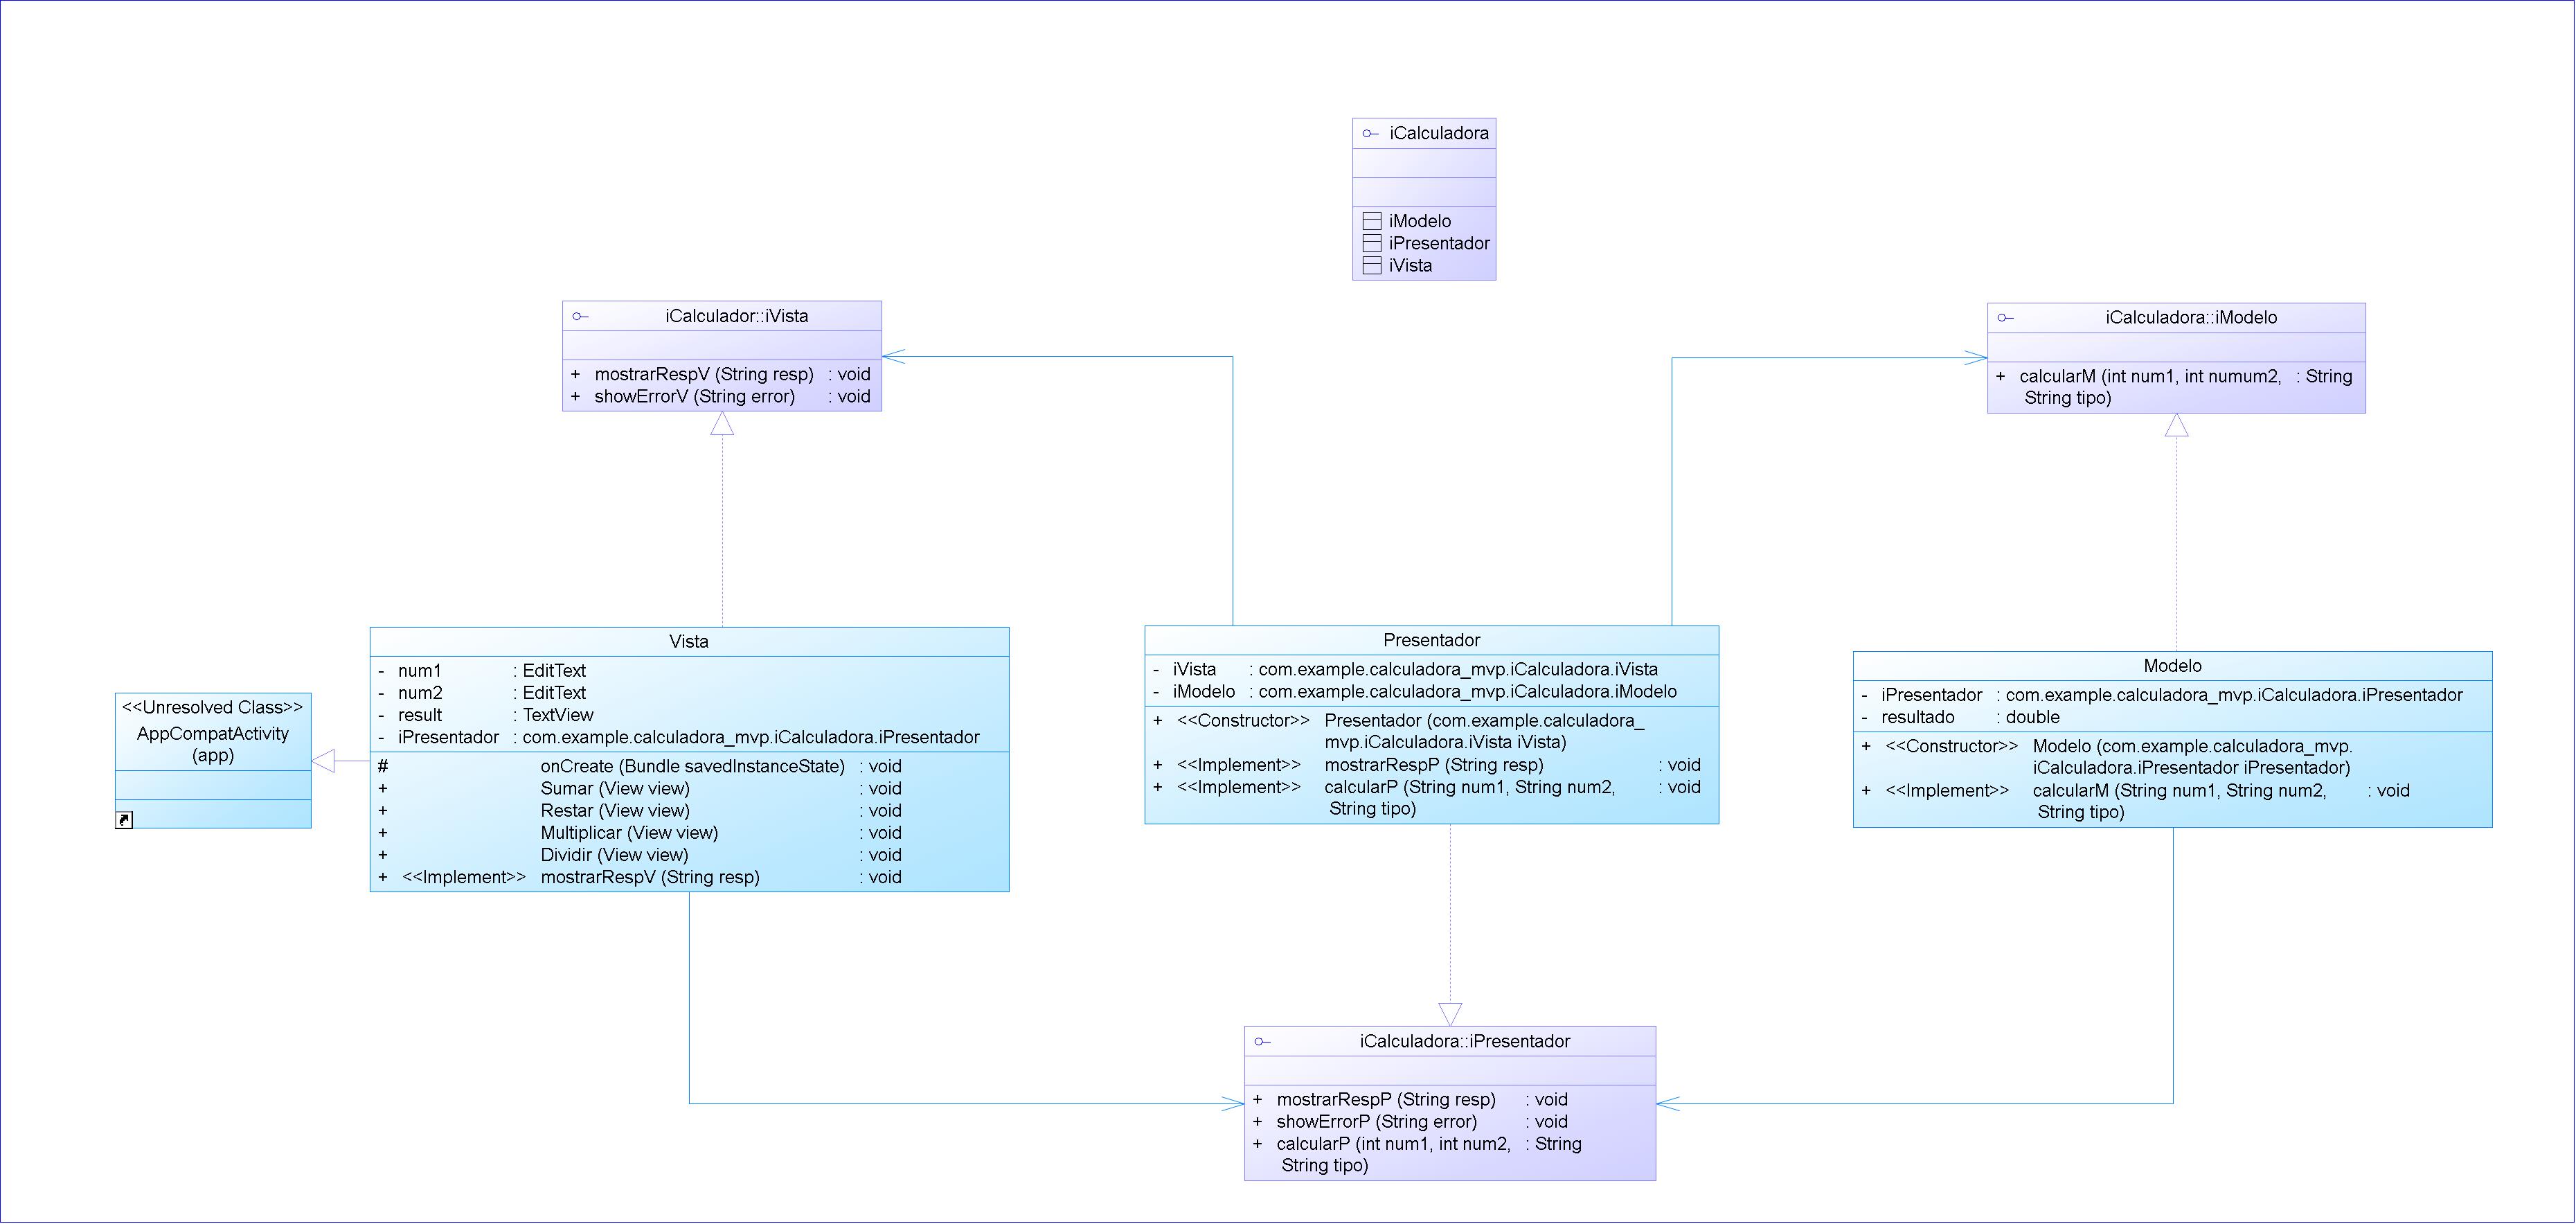 iCalculadora
iModelo
iPresentador
iVista
iCalculador::iVista
+ mostrarRespV (String resp) : void
+ showErrorV (String error) : void
iCalculadora::iModelo
+ calcularM (int num1, int numum2, : String
String tipo)
<<Unresolved Class>>
AppCompatActivity
(app)
Vista
- num1 : EditText
- num2 : EditText
- result : TextView
- iPresentador : com.example.calculadora_mvp.iCalculadora.iPresentador
# onCreate (Bundle savedInstanceState) : void
+ Sumar (View view) : void
+ Restar (View view) : void
+ Multiplicar (View view) : void
+ Dividir (View view) : void
+ <<Implement>> mostrarRespV (String resp) : void
Presentador
- iVista : com.example.calculadora_mvp.iCalculadora.iVista
- iModelo : com.example.calculadora_mvp.iCalculadora.iModelo
+ <<Constructor>> Presentador (com.example.calculadora_
mvp.iCalculadora.iVista iVista)
+ <<Implement>> mostrarRespP (String resp) : void
+ <<Implement>> calcularP (String num1, String num2, : void
String tipo)
Modelo
- iPresentador : com.example.calculadora_mvp.iCalculadora.iPresentador
- resultado : double
+ <<Constructor>> Modelo (com.example.calculadora_mvp.
iCalculadora.iPresentador iPresentador)
+ <<Implement>> calcularM (String num1, String num2, : void
String tipo)
iCalculadora::iPresentador
+ mostrarRespP (String resp) : void
+ showErrorP (String error) : void
+ calcularP (int num1, int num2, : String
String tipo)